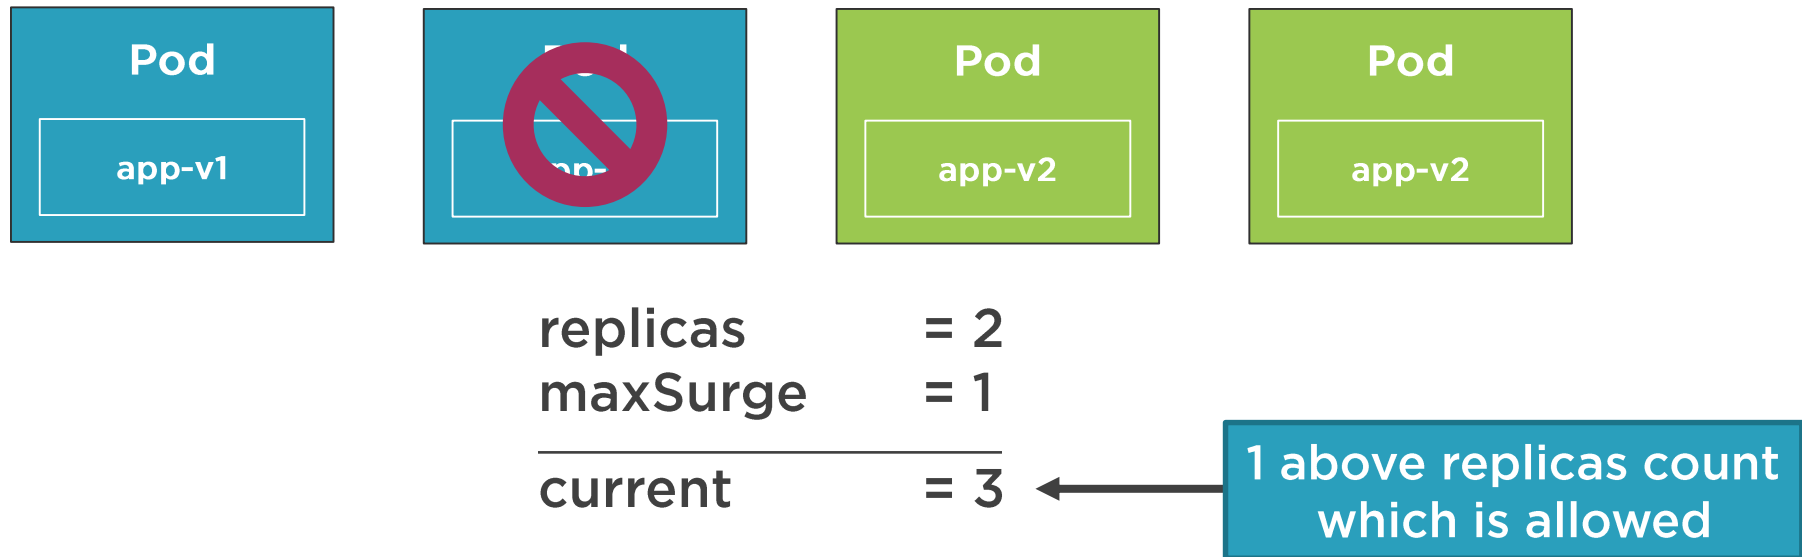 Pod
Pod
Pod
app-v1
app-v2
app-v2
replicas = 2
maxSurge = 1
current = 3
1 above replicas count
which is allowed